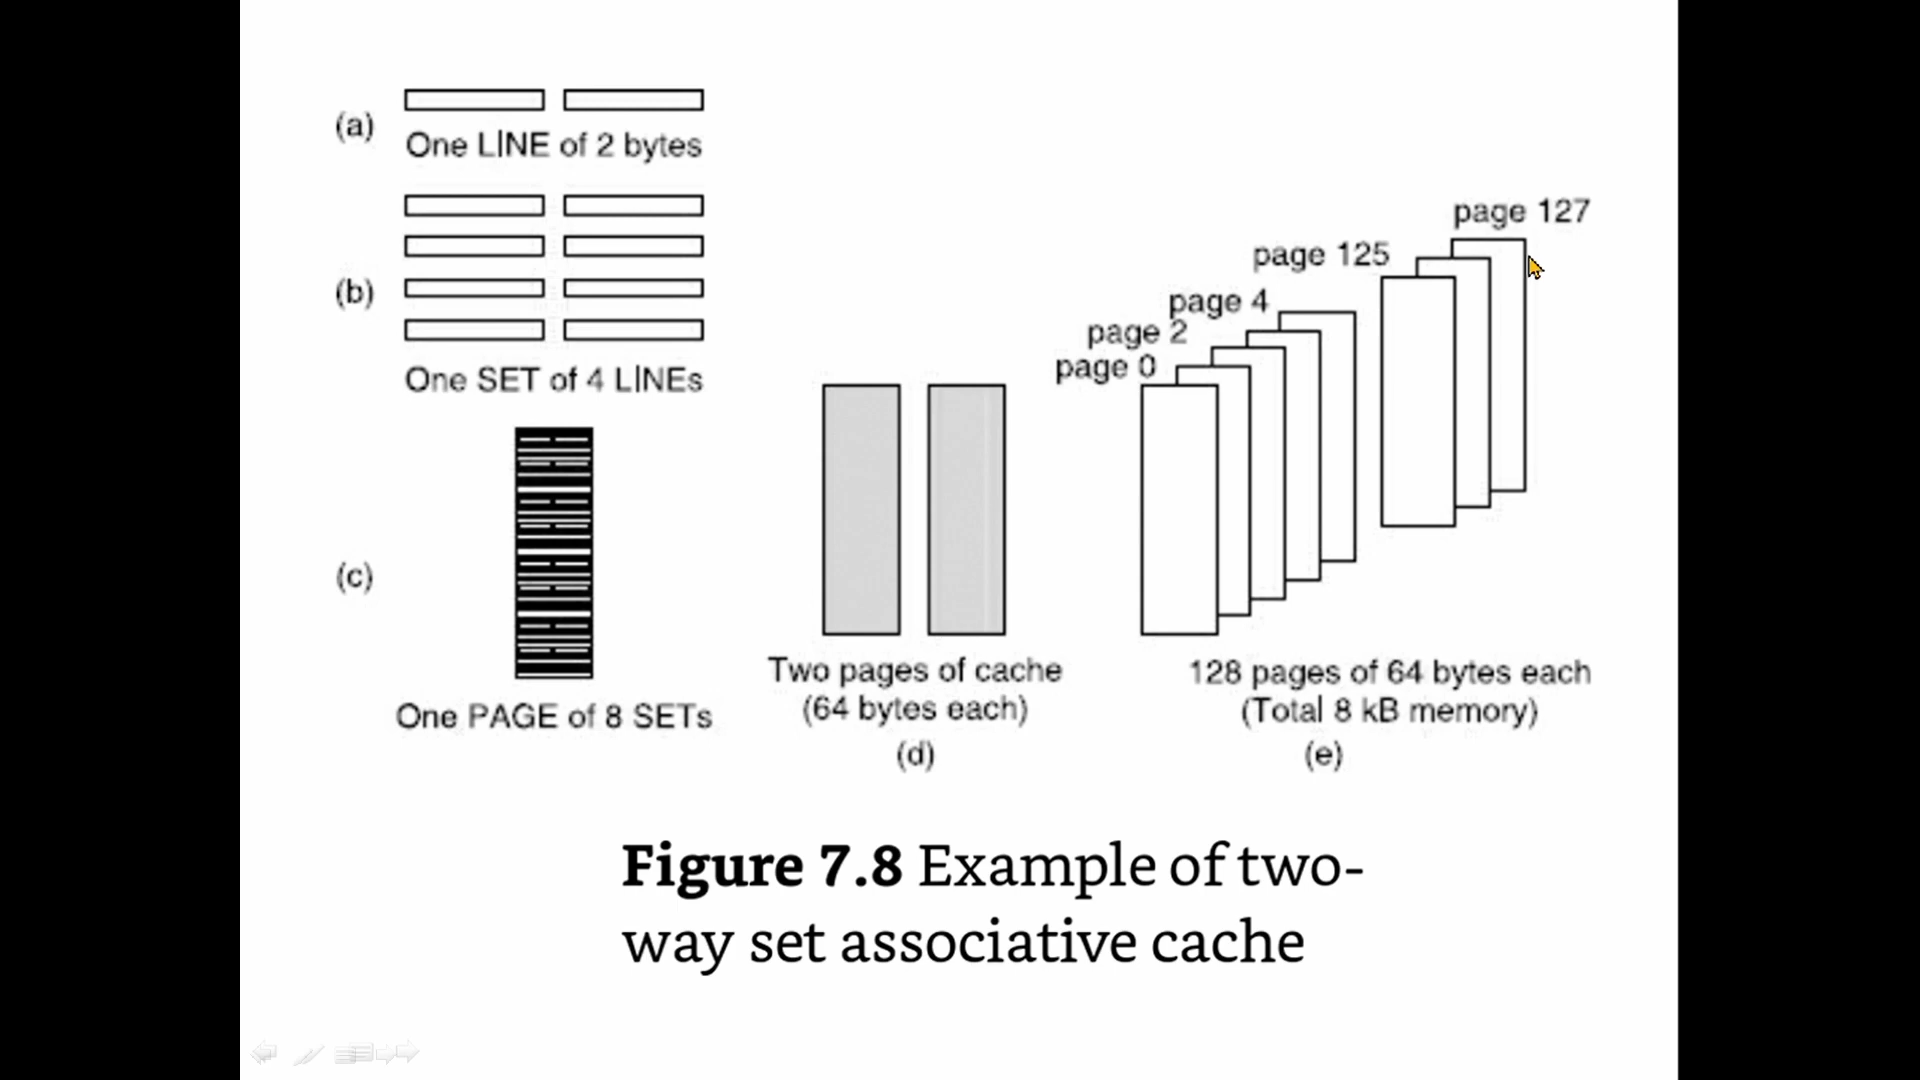 (a)
One LINE of 2 bytes
(b)
One SET of 4 LINEs
(c)
One PAGE of 8 SETs
Two pages of cache
(64 bytes each)
(d)
page 0
page 2
page 4
page 125
page 127
128 pages of 64 bytes each
(Total 8 kB memory)
(e)
Figure 7.8 Example of two-
way set associative cache